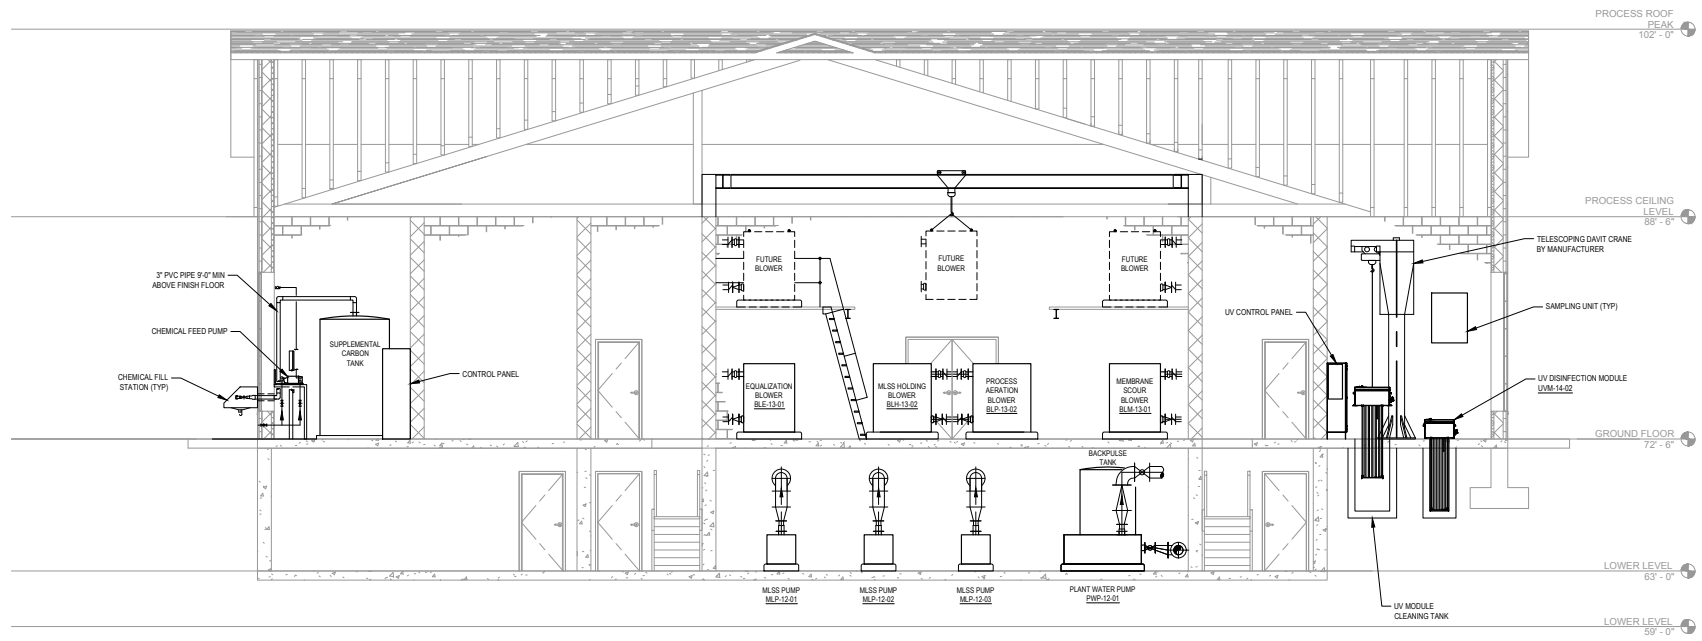 PROCESS ROOF
PEAK
102' - 0"
PROCESS CEILING
LEVEL
88' - 6"
TELESCOPING DAVIT CRANE
BY MANUFACTURER
FUTURE
BLOWER
FUTURE
BLOWER
FUTURE
BLOWER
3" PVC PIPE 9'-0" MIN
ABOVE FINISH FLOOR
SAMPLING UNIT (TYP)
UV CONTROL PANEL
CHEMICAL FEED PUMP
SUPPLEMENTAL
CARBON
TANK
CONTROL PANEL
CHEMICAL FILL
STATION (TYP)
EQUALIZATION
BLOWER
BLE-13-01
MLSS HOLDING
BLOWER
BLH-13-02
PROCESS
AERATION
BLOWER
BLP-13-02
MEMBRANE
SCOUR
BLOWER
BLM-13-01
UV DISINFECTION MODULE
UVM-14-02
GROUND FLOOR
72' - 6"
BACKPULSE
TANK
LOWER LEVEL
63' - 0"
MLSS PUMP
MLP-12-01
MLSS PUMP
MLP-12-02
MLSS PUMP
MLP-12-03
PLANT WATER PUMP
PWP-12-01
UV MODULE
CLEANING TANK
LOWER LEVEL
59' - 0"